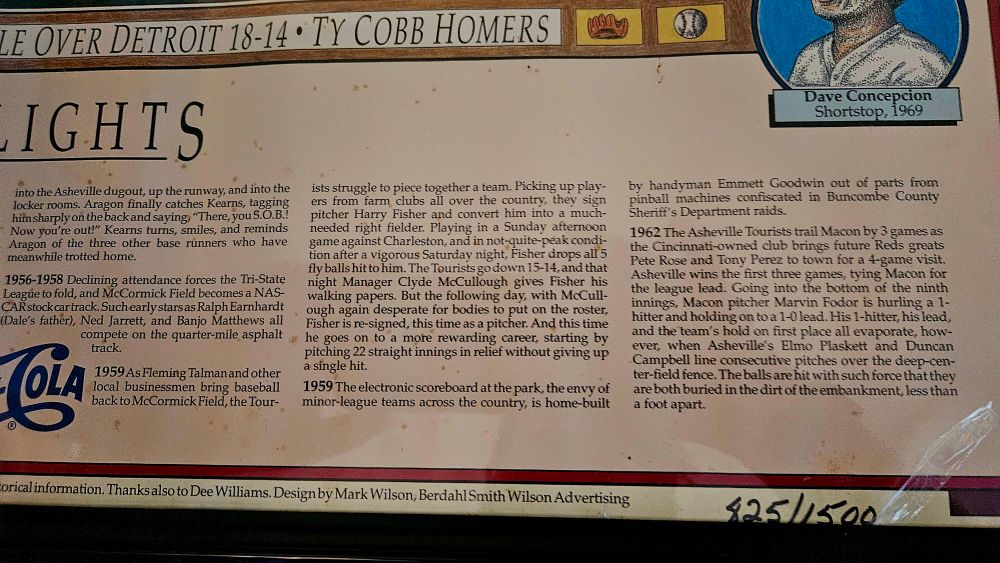 LE OVER DETROIT 18-14 • TY COBB HOMERS
Dave Concepcion
Shortstop, 1969
LIGHTS
into the Asheville dugout, up the runway, and into the
locker rooms. Aragon finally catches Kearns, tagging
him sharply on the back and saying, "There, you S.O.B.!
Now you're out!" Kearns turns, smiles, and reminds
Aragon of the three other base runners who have
meanwhile trotted home.
1956-1958 Declining attendance forces the Tri-State
League to fold, and McCormick Field becomes a NAS-
CAR stock car track. Such early stars as Ralph Earnhardt
(Dale's father), Ned Jarrett, and Banjo Matthews all
compete on the quarter-mile asphalt
track.
1959 As Fleming Talman and other
local businessmen bring baseball
back to McCormick Field, the Tour-
-COLA
®
ists struggle to piece together a team. Picking up play-
ers from farm clubs all over the country, they sign
pitcher Harry Fisher and convert him into a much-
needed right fielder. Playing in a Sunday afternoon
game against Charleston, and in not-quite-peak condi-
tion after a vigorous Saturday night, Fisher drops all 5
fly balls hit to him. The Tourists go down 15-14, and that
night Manager Clyde McCullough gives Fisher his
walking papers. But the following day, with McCull-
ough again desperate for bodies to put on the roster,
Fisher is re-signed, this time as a pitcher. And this time
he goes on to a more rewarding career, starting by
pitching 22 straight innings in relief without giving up
a single hit.
1959 The electronic scoreboard at the park, the envy of
minor-league teams across the country, is home-built
by handyman Emmett Goodwin out of parts from
pinball machines confiscated in Buncombe County
Sheriff's Department raids.
1962 The Asheville Tourists trail Macon by 3 games as
the Cincinnati-owned club brings future Reds greats
Pete Rose and Tony Perez to town for a 4-game visit.
Asheville wins the first three games, tying Macon for
the league lead. Going into the bottom of the ninth
innings, Macon pitcher Marvin Fodor is hurling a 1-
hitter and holding on to a 1-0 lead. His 1-hitter, his lead,
and the team's hold on first place all evaporate, how-
ever, when Asheville's Elmo Plaskett and Duncan
Campbell line consecutive pitches over the deep-cen-
ter-field fence. The balls are hit with such force that they
are both buried in the dirt of the embankment, less than
a foot apart.
orical information. Thanks also to Dee Williams. Design by Mark Wilson, Berdahl Smith Wilson Advertising
825/1500